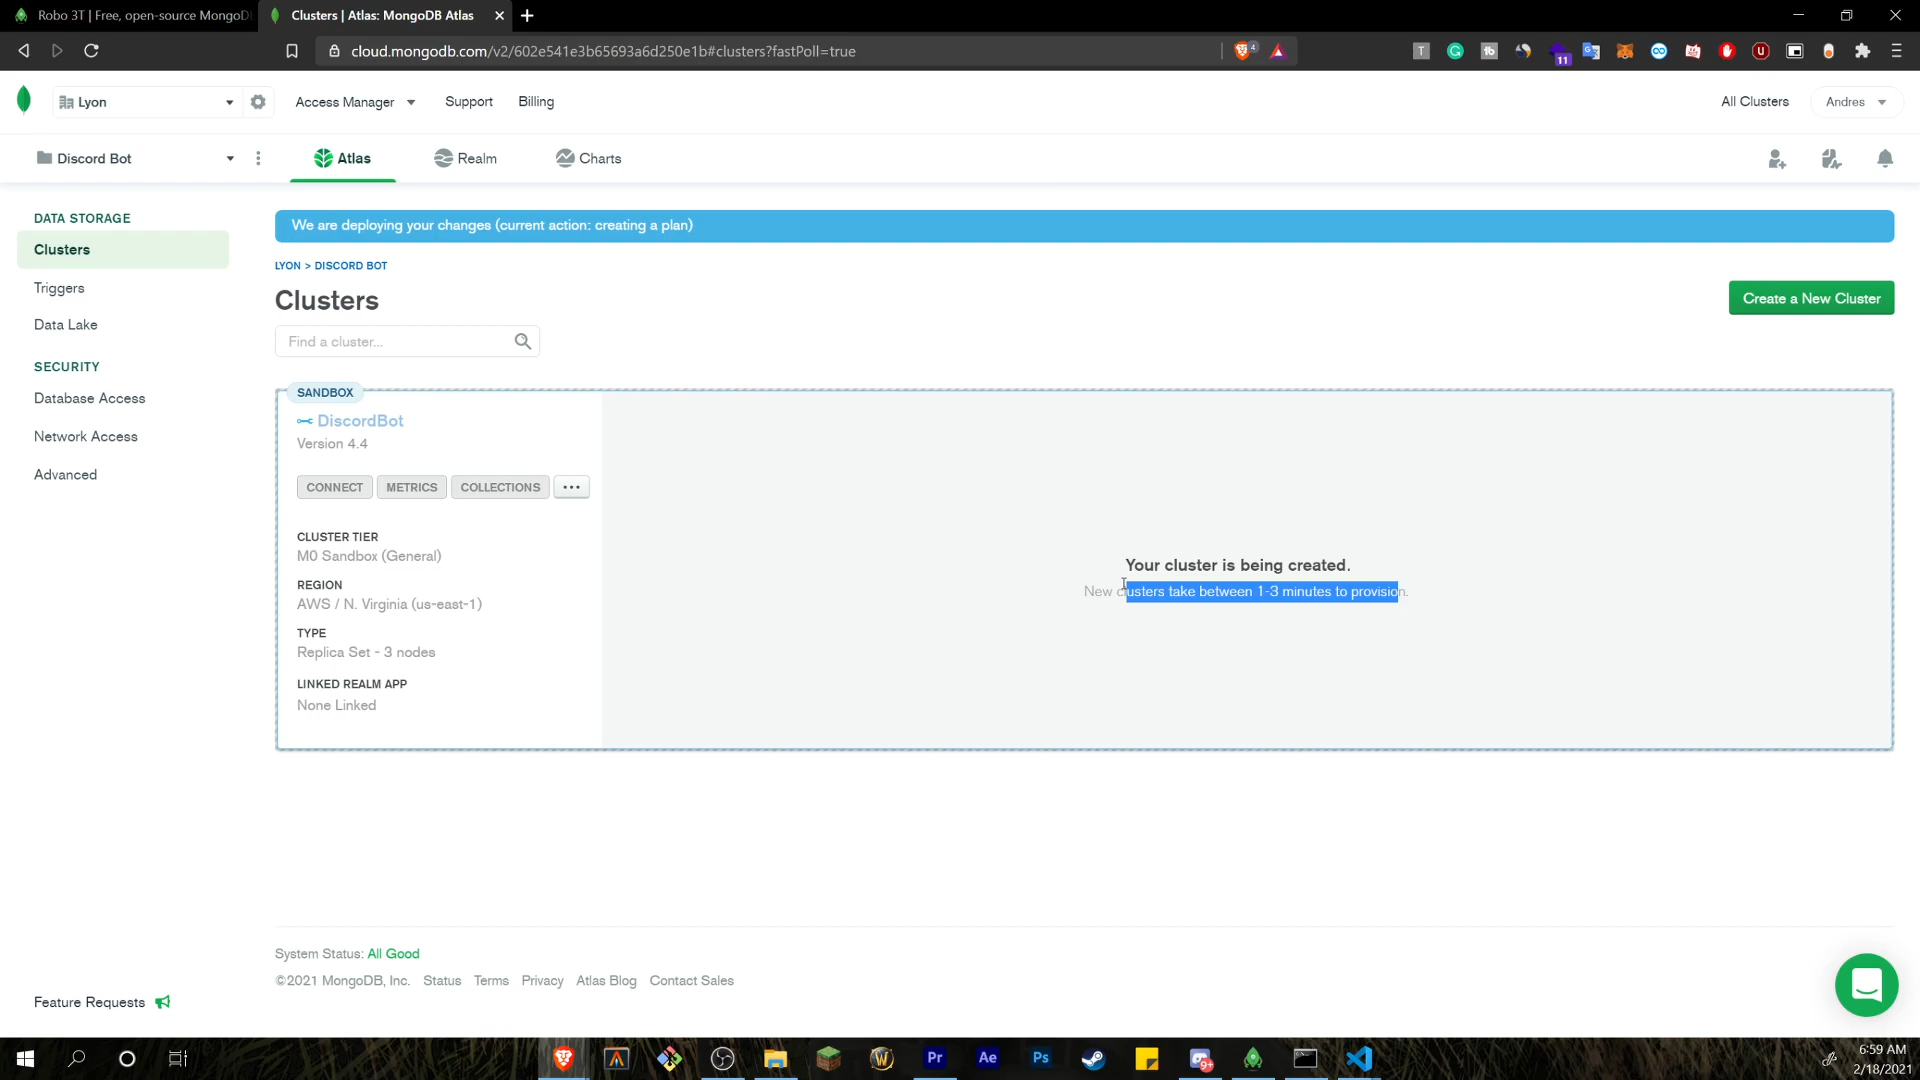 Robo 3T | Free, open-source MongoD
Clusters | Atlas: MongoDB Atlas
cloud.mongodb.com/v2/602e541e3b65693a6d250e1b#clusters?fastPoll=true
4
11
Lyon
Access Manager
Support
Billing
All Clusters
Andres
Discord Bot
Atlas
Realm
Charts
DATA STORAGE
Clusters
Triggers
Data Lake
SECURITY
Database Access
Network Access
Advanced
We are deploying your changes (current action: creating a plan)
LYON > DISCORD BOT
Clusters
Create a New Cluster
Find a cluster...
SANDBOX
DiscordBot
Version 4.4
CONNECT
METRICS
COLLECTIONS
CLUSTER TIER
M0 Sandbox (General)
REGION
AWS / N. Virginia (us-east-1)
TYPE
Replica Set - 3 nodes
LINKED REALM APP
None Linked
Your cluster is being created.
New clusters take between 1-3 minutes to provision.
System Status: All Good
©2021 MongoDB, Inc. Status Terms Privacy Atlas Blog Contact Sales
Feature Requests
Pr
Ae
Ps
9+
6:59 AM
2/18/2021